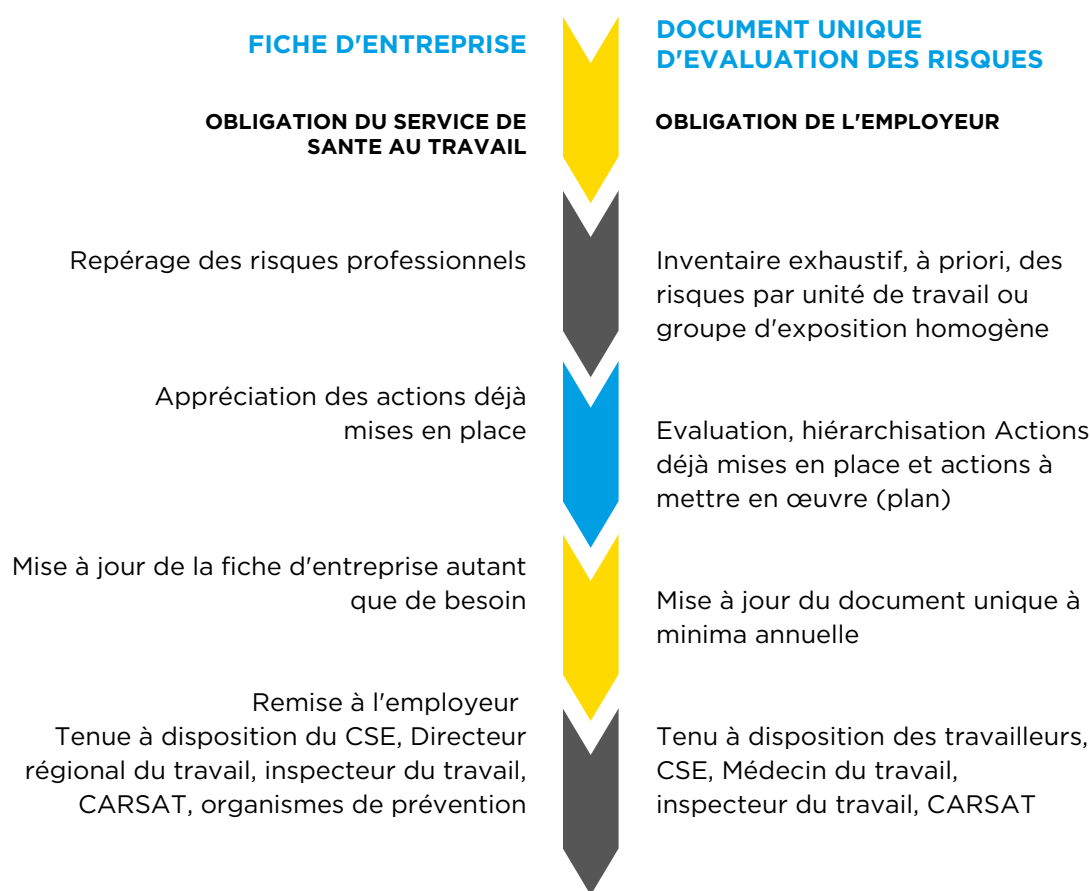 FICHE D'ENTREPRISE
DOCUMENT UNIQUE
D'EVALUATION DES RISQUES
OBLIGATION DU SERVICE DE
SANTE AU TRAVAIL
OBLIGATION DE L'EMPLOYEUR
Repérage des risques professionnels
Inventaire exhaustif, à priori, des
risques par unité de travail ou
groupe d'exposition homogène
Appréciation des actions déjà
mises en place
Evaluation, hiérarchisation Actions
déjà mises en place et actions à
mettre en œuvre (plan)
Mise à jour de la fiche d'entreprise autant
que de besoin
Mise à jour du document unique à
minima annuelle
Remise à l'employeur
Tenue à disposition du CSE, Directeur
régional du travail, inspecteur du travail,
CARSAT, organismes de prévention
Tenu à disposition des travailleurs,
CSE, Médecin du travail,
inspecteur du travail, CARSAT